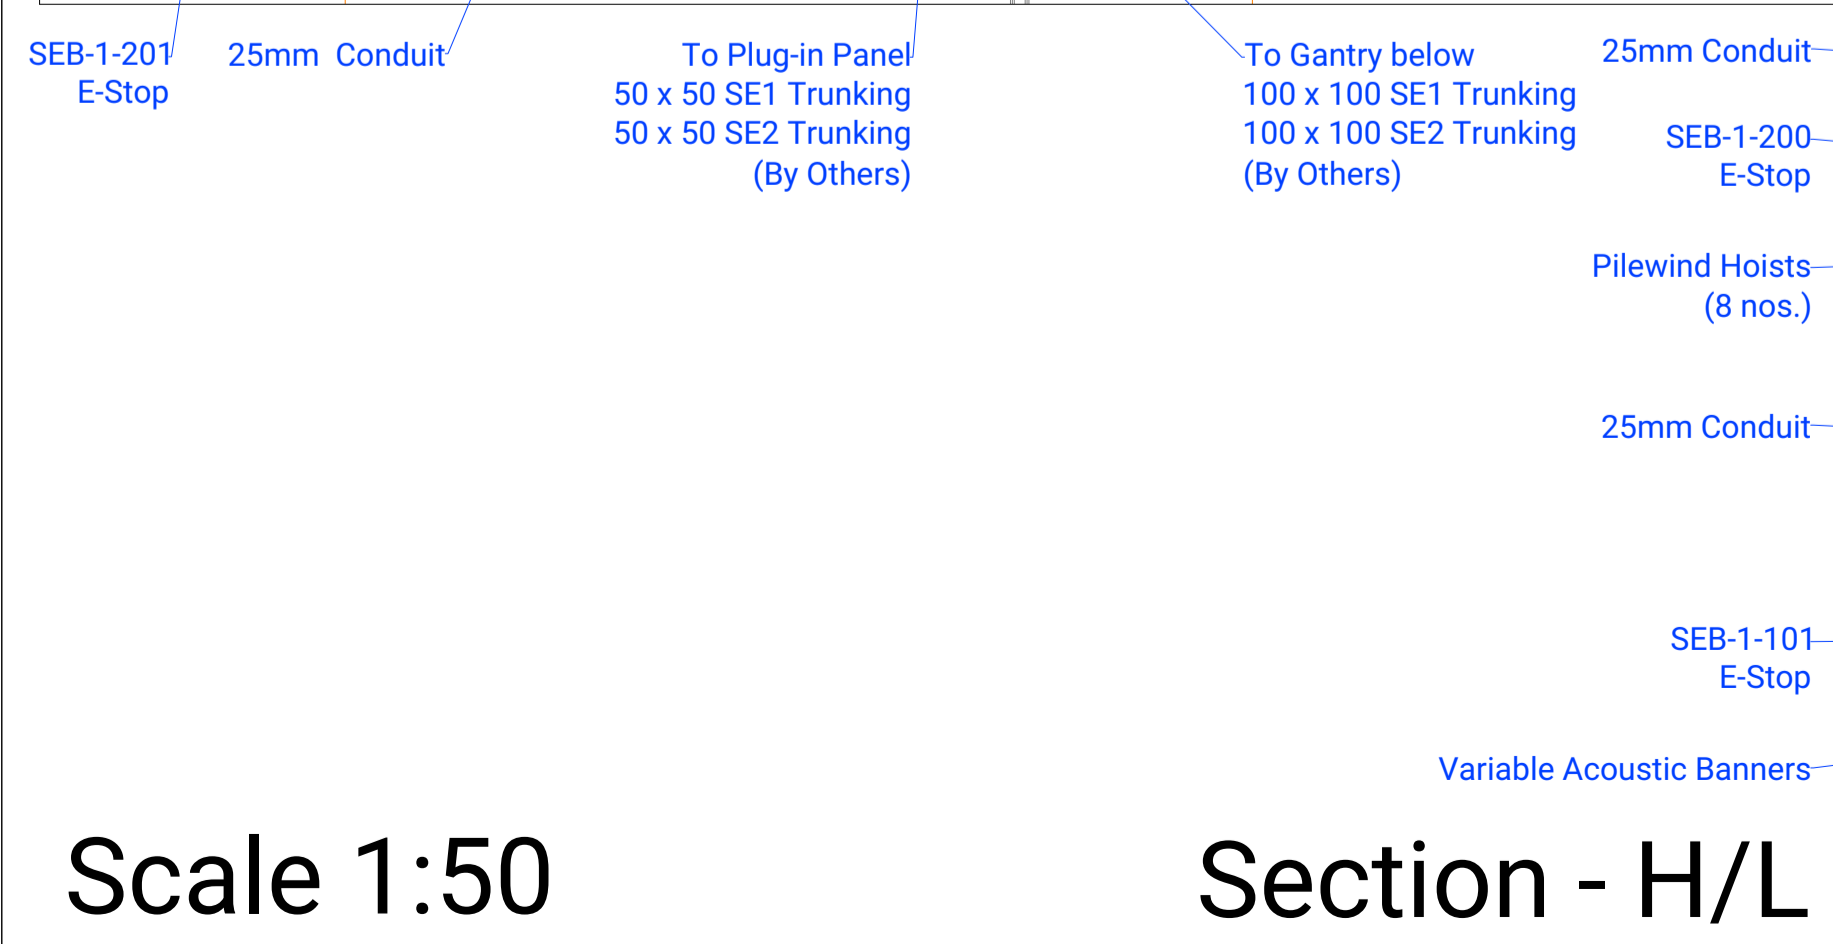 SEB-1-201
E-Stop
25mm  Conduit
To Plug-in Panel
50 x 50 SE1 Trunking
50 x 50 SE2 Trunking
(By Others)
To Gantry below
100 x 100 SE1 Trunking
100 x 100 SE2 Trunking
(By Others)
25mm Conduit
SEB-1-200
E-Stop
Pilewind Hoists
(8 nos.)
25mm Conduit
SEB-1-101
E-Stop
Variable Acoustic Banners
Scale 1:50
Section - H/L